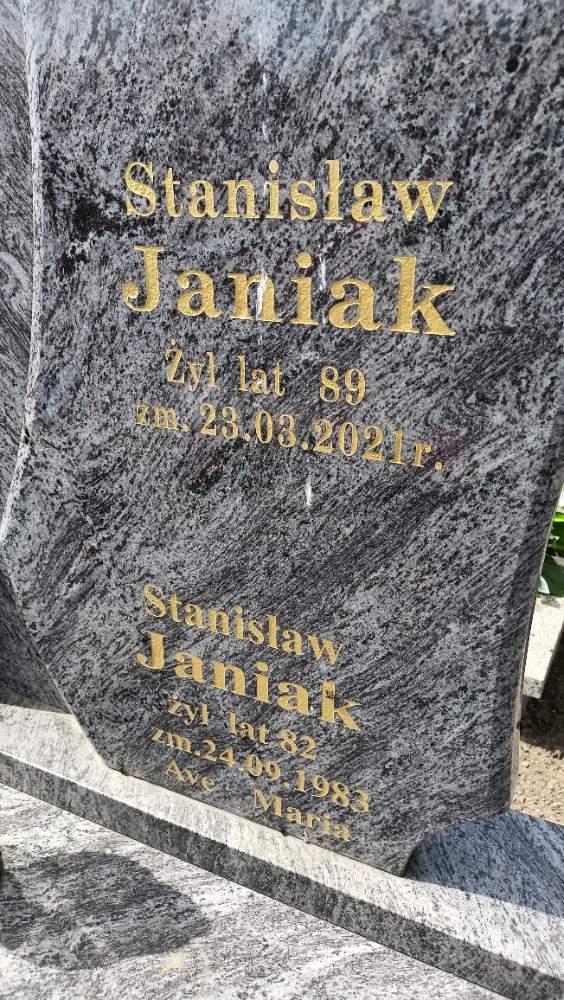 Stanisław
Janiak
Żył lat 89
zm. 23.03.2021r.
Stanisław
Janiak
żył lat 82
zm.24.09.1983
Ave Maria